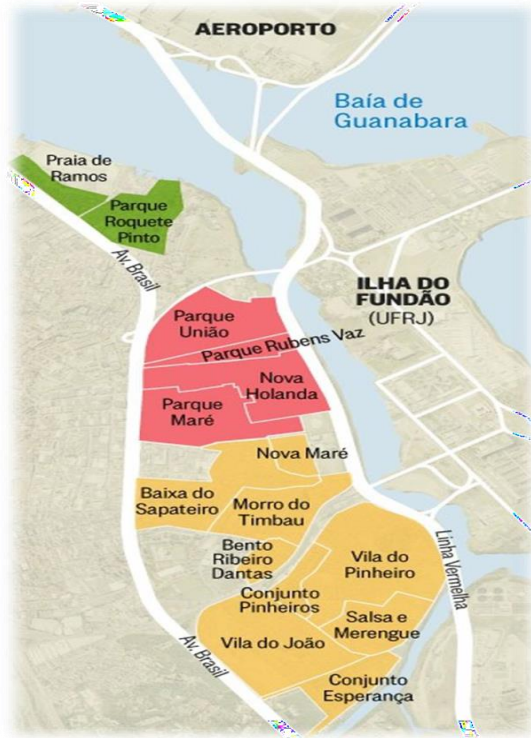 AEROPORTO
Baía de
Guanabara
Praia de
Ramos
Parque
Roquete
Pinto
Av. Brasil
ILHA DO
FUNDÃO
(UFRJ)
Parque
União
Parque Rubens Vaz
Nova
Holanda
Parque
Maré
Nova Maré
Baixa do
Sapateiro
Morro do
Timbau
Bento
Ribeiro
Dantas
Vila do
Pinheiro
Linha Vermelha
Conjunto
Pinheiros
Salsa e
Merengue
Vila do João
Av. Brasil
Conjunto
Esperança